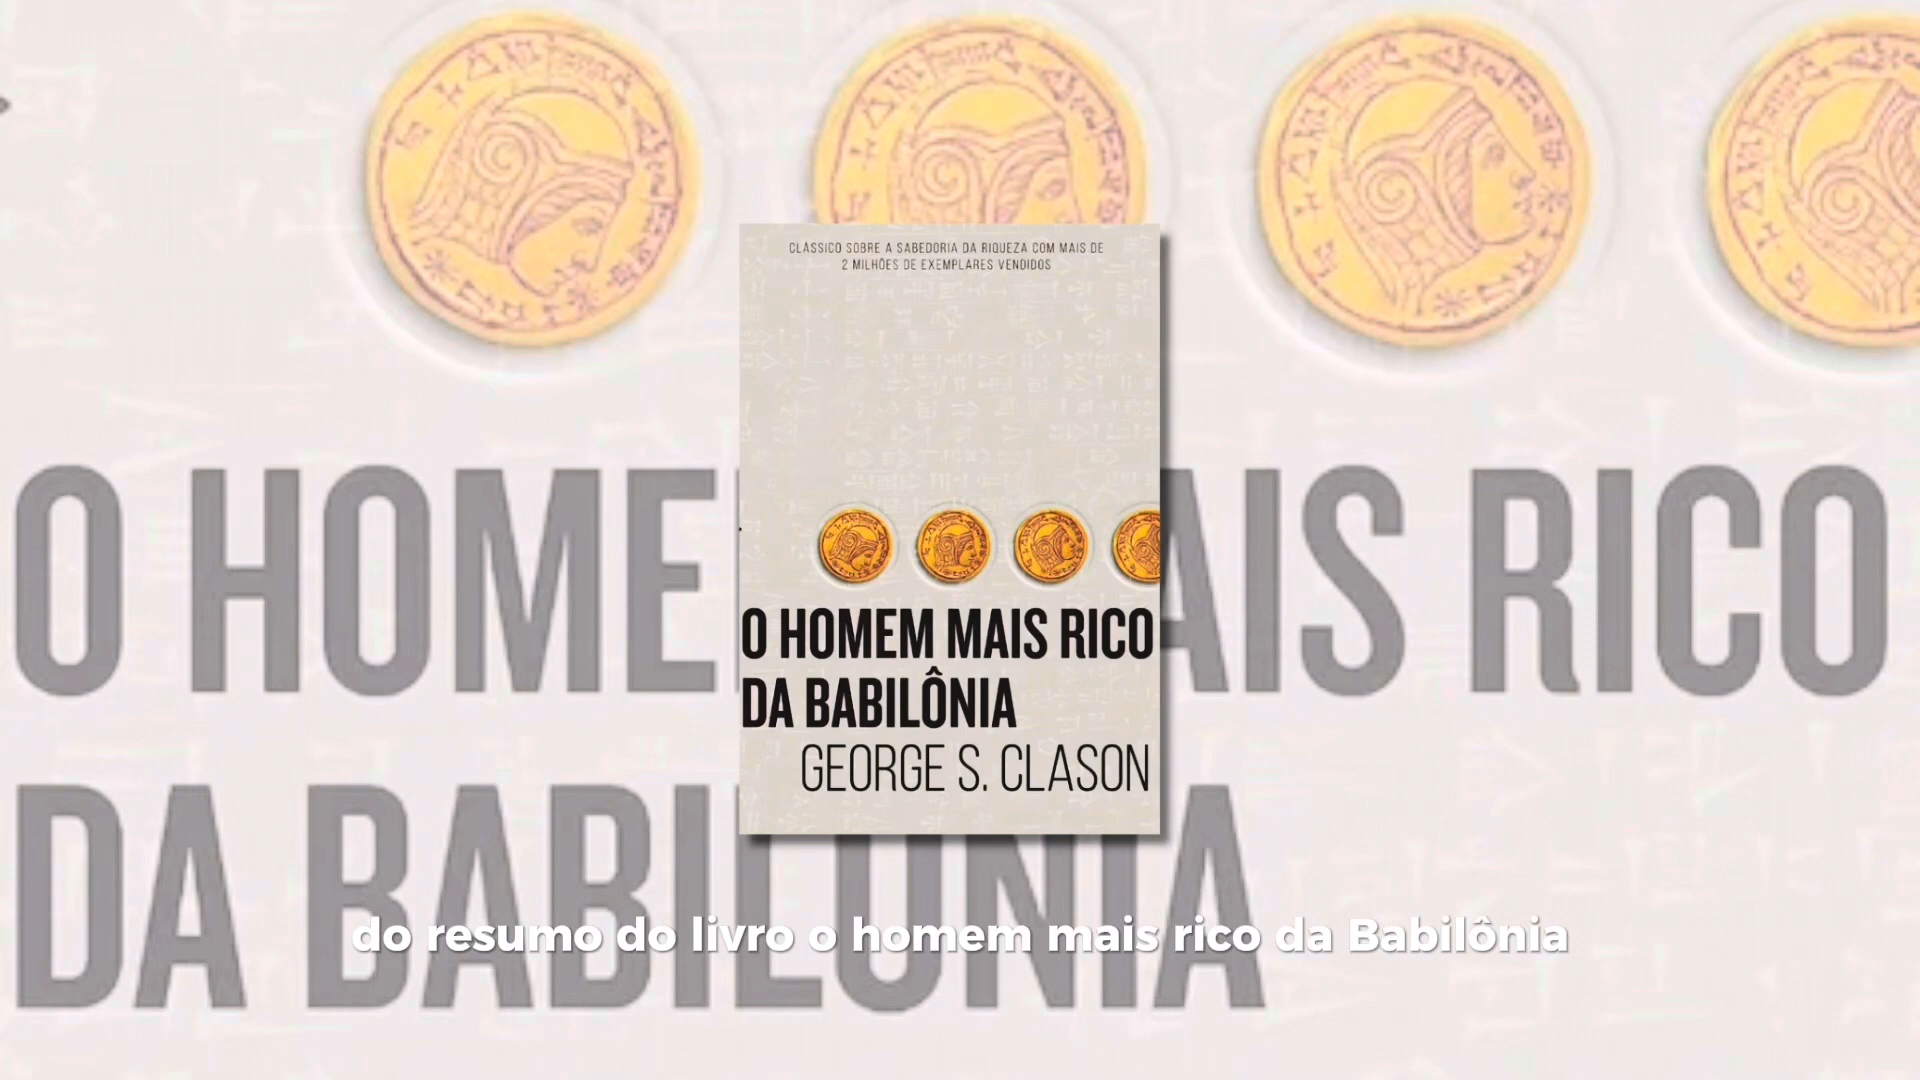 CLÁSSICO SOBRE A SABEDORIA DA RIQUEZA COM MAIS DE
2 MILHÕES DE EXEMPLARES VENDIDOS
O HOMEM MAIS RICO
DA BABILÔNIA
GEORGE S. CLASON
O HOME AIS RICO
DA BABILONIA
do resumo do livro o homem mais rico da Babilônia